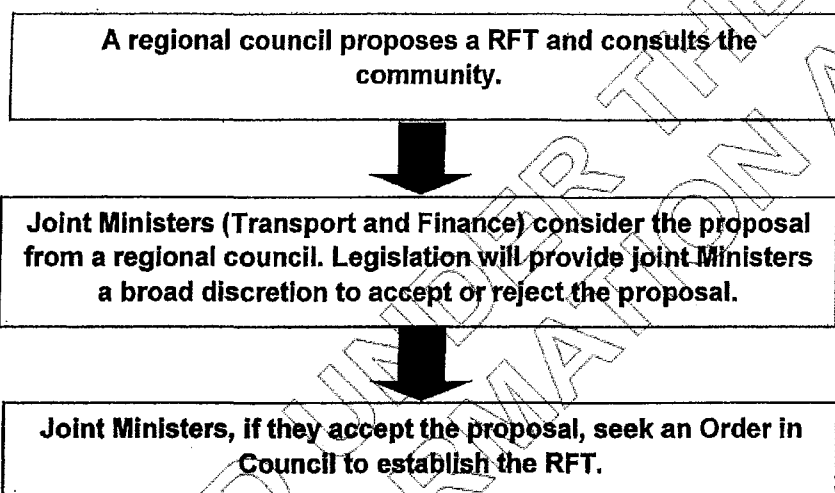 A regional council proposes a RFT and consults the
community.
Joint Ministers (Transport and Finance) consider the proposal
from a regional council. Legislation will provide joint Ministers
a broad discretion to accept or reject the proposal.
Joint Ministers, if they accept the proposal, seek an Order in
Council to establish the RFT.
UNDER THE